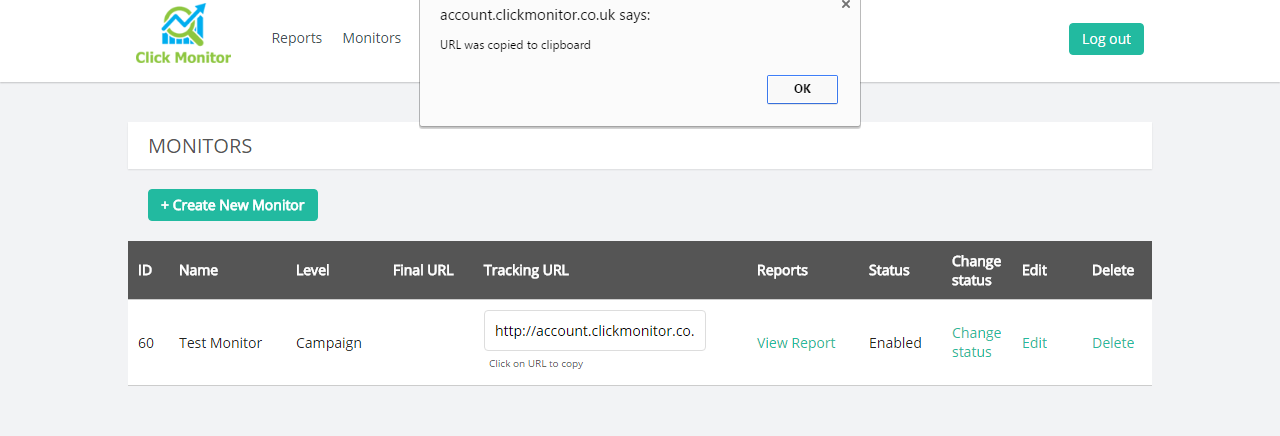 account.clickmonitor.co.uk says:
URL was copied to clipboard
OK
Click Monitor
Reports Monitors
Log out
MONITORS
+ Create New Monitor
ID Name Level Final URL Tracking URL Reports Status Change status Edit Delete
60 Test Monitor Campaign http://account.clickmonitor.co. View Report Enabled Change status Edit Delete
Click on URL to copy